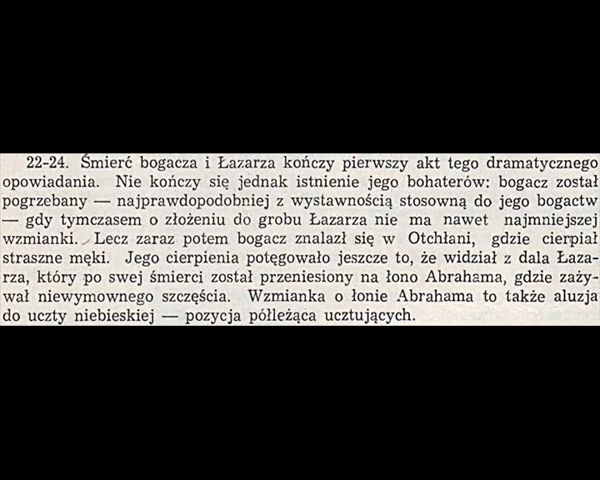 22-24. Śmierć bogacza i Łazarza kończy pierwszy akt tego dramatycznego
opowiadania. Nie kończy się jednak istnienie jego bohaterów: bogacz został
pogrzebany — najprawdopodobniej z wystawnością stosowną do jego bogactw
— gdy tymczasem o złożeniu do grobu Łazarza nie ma nawet najmniejszej
wzmianki. Lecz zaraz potem bogacz znalazł się w Otchłani, gdzie cierpiał
straszne męki. Jego cierpienia potęgowało jeszcze to, że widział z dala Łaza-
rza, który po swej śmierci został przeniesiony na łono Abrahama, gdzie zaży-
wał niewymownego szczęścia. Wzmianka o łonie Abrahama to także aluzja
do uczty niebieskiej — pozycja półleżąca ucztujących.